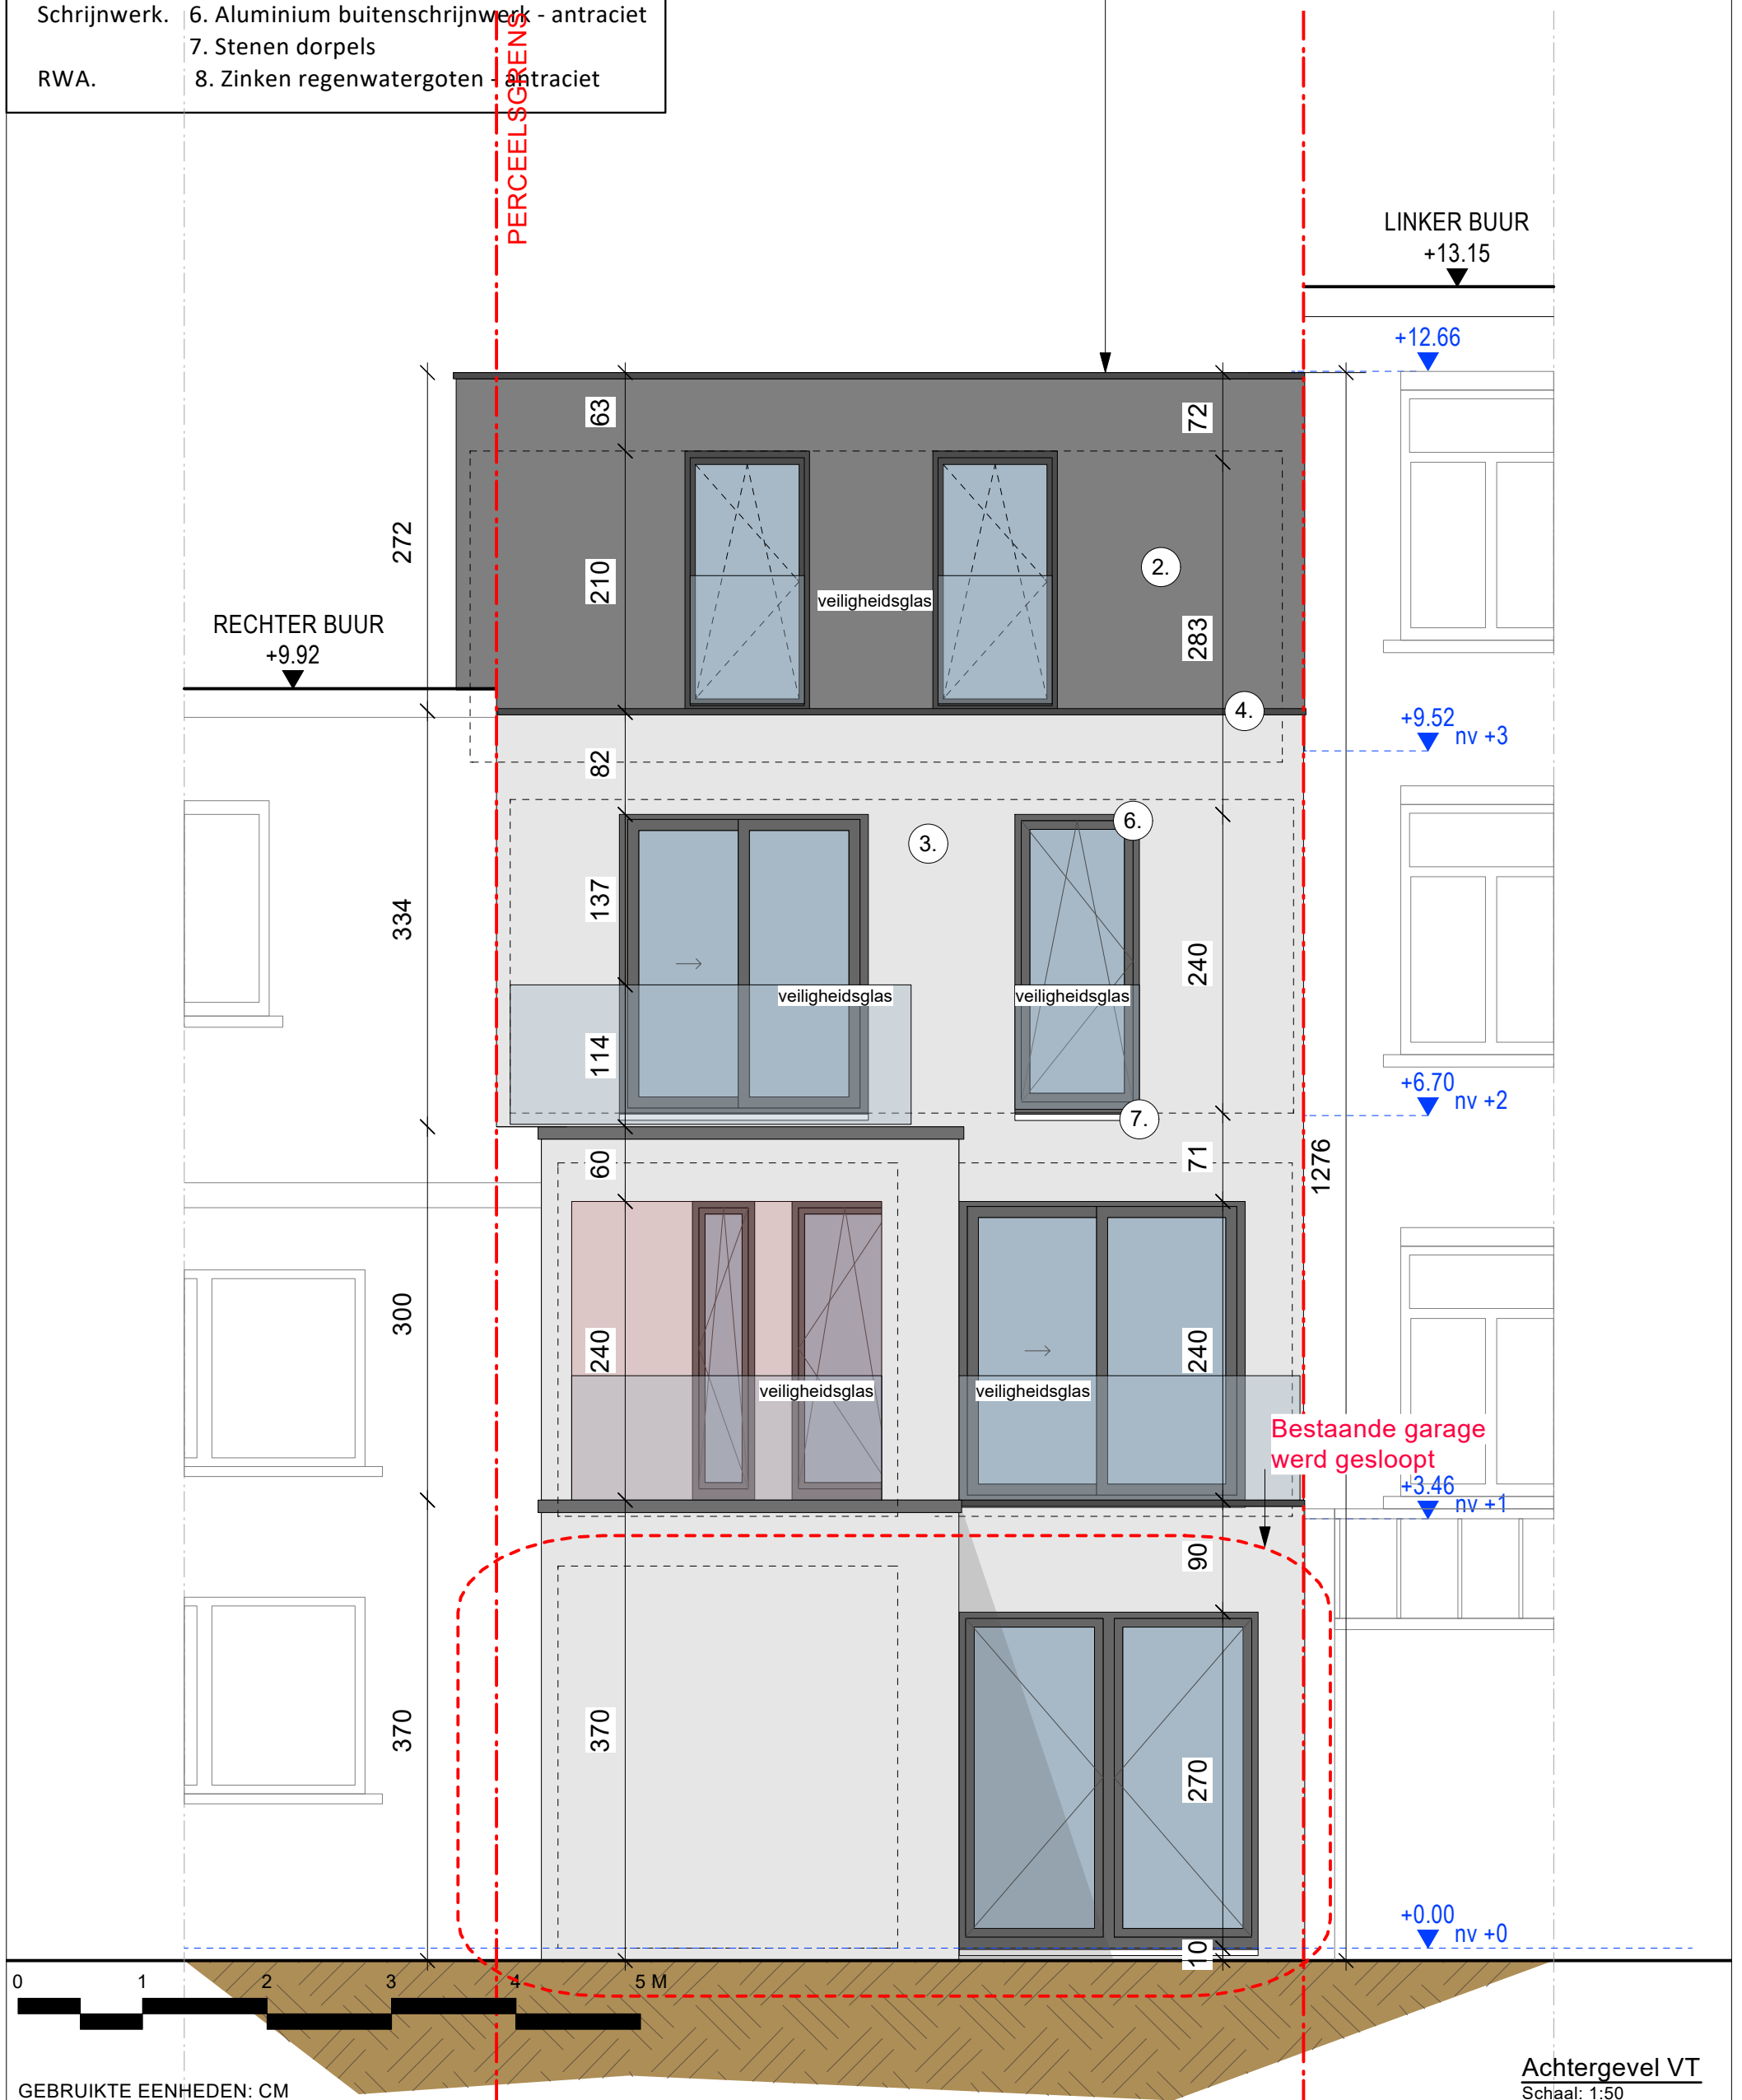 Schrijnwerk. 6. Aluminium buitenschrijnwerk - antraciet
7. Stenen dorpels
RWA. 8. Zinken regenwatergoten - antraciet
PERCEELSGRENS
LINKER BUUR
+13.15
+12.66
63
72
272
210
2.
veiligheidsglas
283
RECHTER BUUR
+9.92
4.
+9.52
nv +3
82
6.
3.
137
334
240
veiligheidsglas
veiligheidsglas
114
+6.70
nv +2
7.
60
71
1276
300
240
240
veiligheidsglas
veiligheidsglas
Bestaande garage
werd gesloopt
+3.46
nv +1
90
370
370
270
+0.00
nv +0
10
0 1 2 3 4 5 M
Achtergevel VT
GEBRUIKTE EENHEDEN: CM
Schaal: 1:50